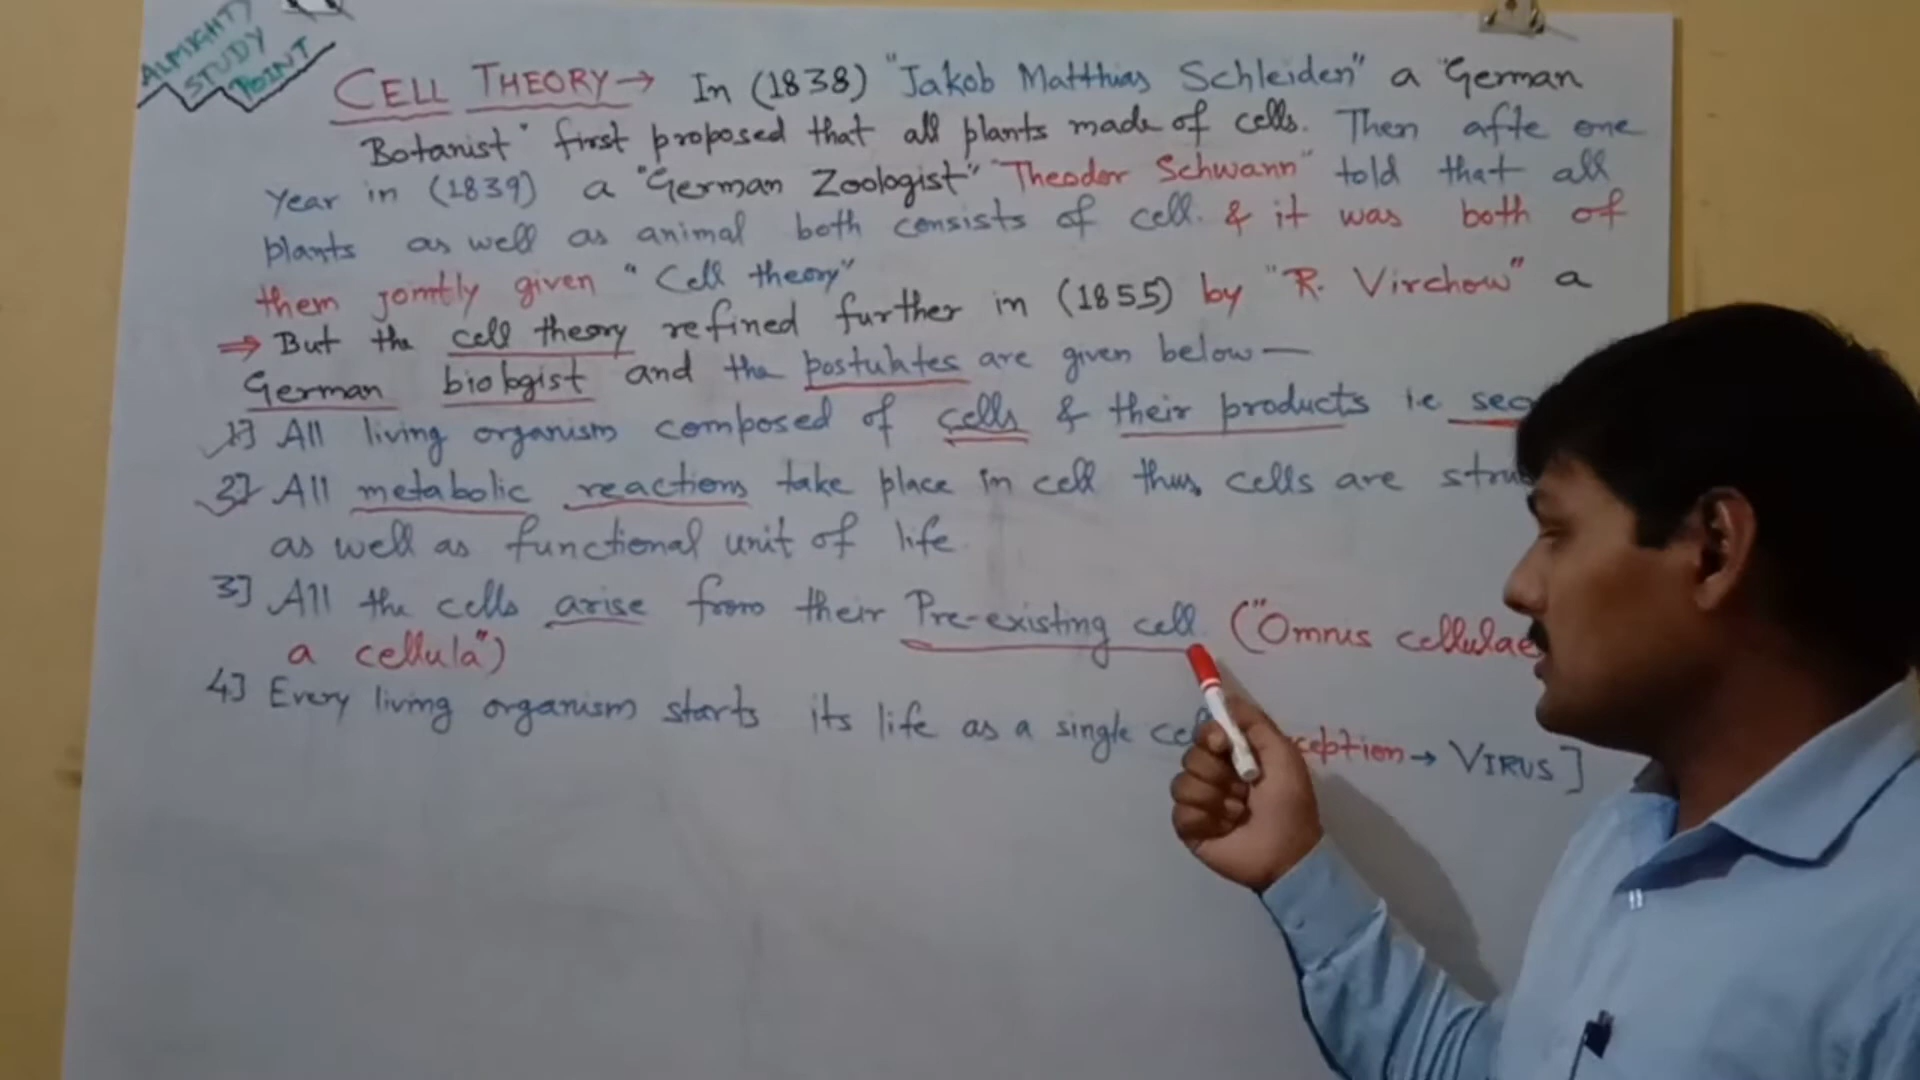 ALMIGHTY
STUDY
POINT
CELL THEORY → In (1838) "Jakob Matthias Schleiden" a "German
Botanist" first proposed that all plants made of cells. Then afte one
year in (1839) a "German Zoologist" "Theodor Schwann" told that all
plants as well as animal both consists of cell. & it was both of
them jointly given "Cell theory"
⇒ But the cell theory refined further in (1855) by "R. Virchow" a
German biologist and the postulates are given below—
1] All living organism composed of cells & their products i.e
2] All metabolic reactions take place in cell thus, cells are
as well as functional unit of life
3] All the cells arise from their Pre-existing cell ("Omnus cellulae
a cellula")
4] Every living organism starts its life as a single → VIRUS]